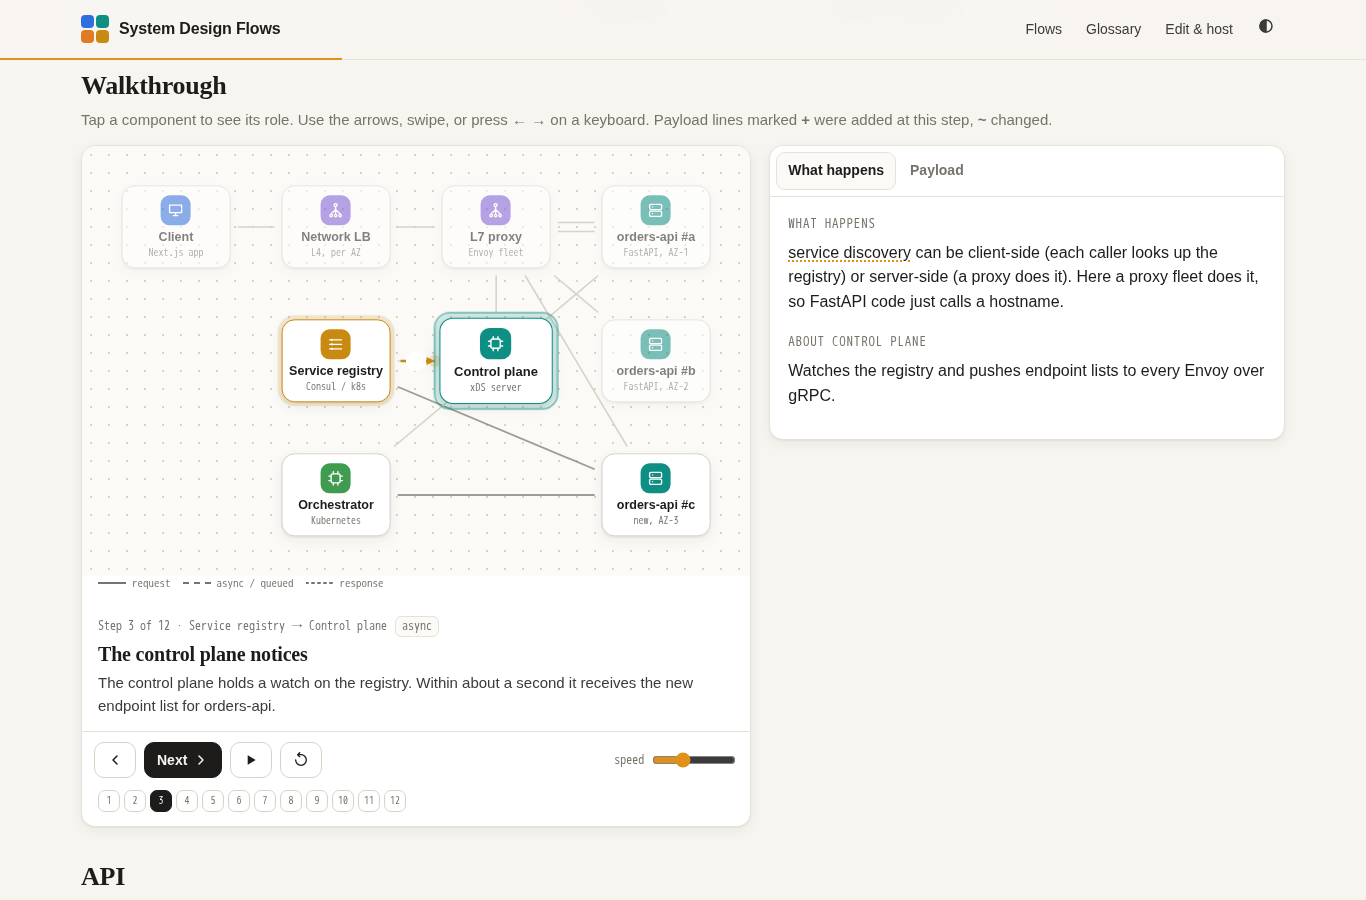 System Design Flows
Flows
Glossary
Edit & host
Walkthrough
Tap a component to see its role. Use the arrows, swipe, or press ← → on a keyboard. Payload lines marked + were added at this step, ~ changed.
Client
Next.js app
Network LB
L4, per AZ
L7 proxy
Envoy fleet
orders-api #a
FastAPI, AZ-1
Service registry
Consul / k8s
Control plane
xDS server
orders-api #b
FastAPI, AZ-2
Orchestrator
Kubernetes
orders-api #c
new, AZ-3
request
async / queued
response
Step 3 of 12 · Service registry → Control plane async
The control plane notices
The control plane holds a watch on the registry. Within about a second it receives the new
endpoint list for orders-api.
Next
speed
1 2 3 4 5 6 7 8 9 10 11 12
What happens
Payload
WHAT HAPPENS
service discovery can be client-side (each caller looks up the
registry) or server-side (a proxy does it). Here a proxy fleet does it,
so FastAPI code just calls a hostname.
ABOUT CONTROL PLANE
Watches the registry and pushes endpoint lists to every Envoy over
gRPC.
API